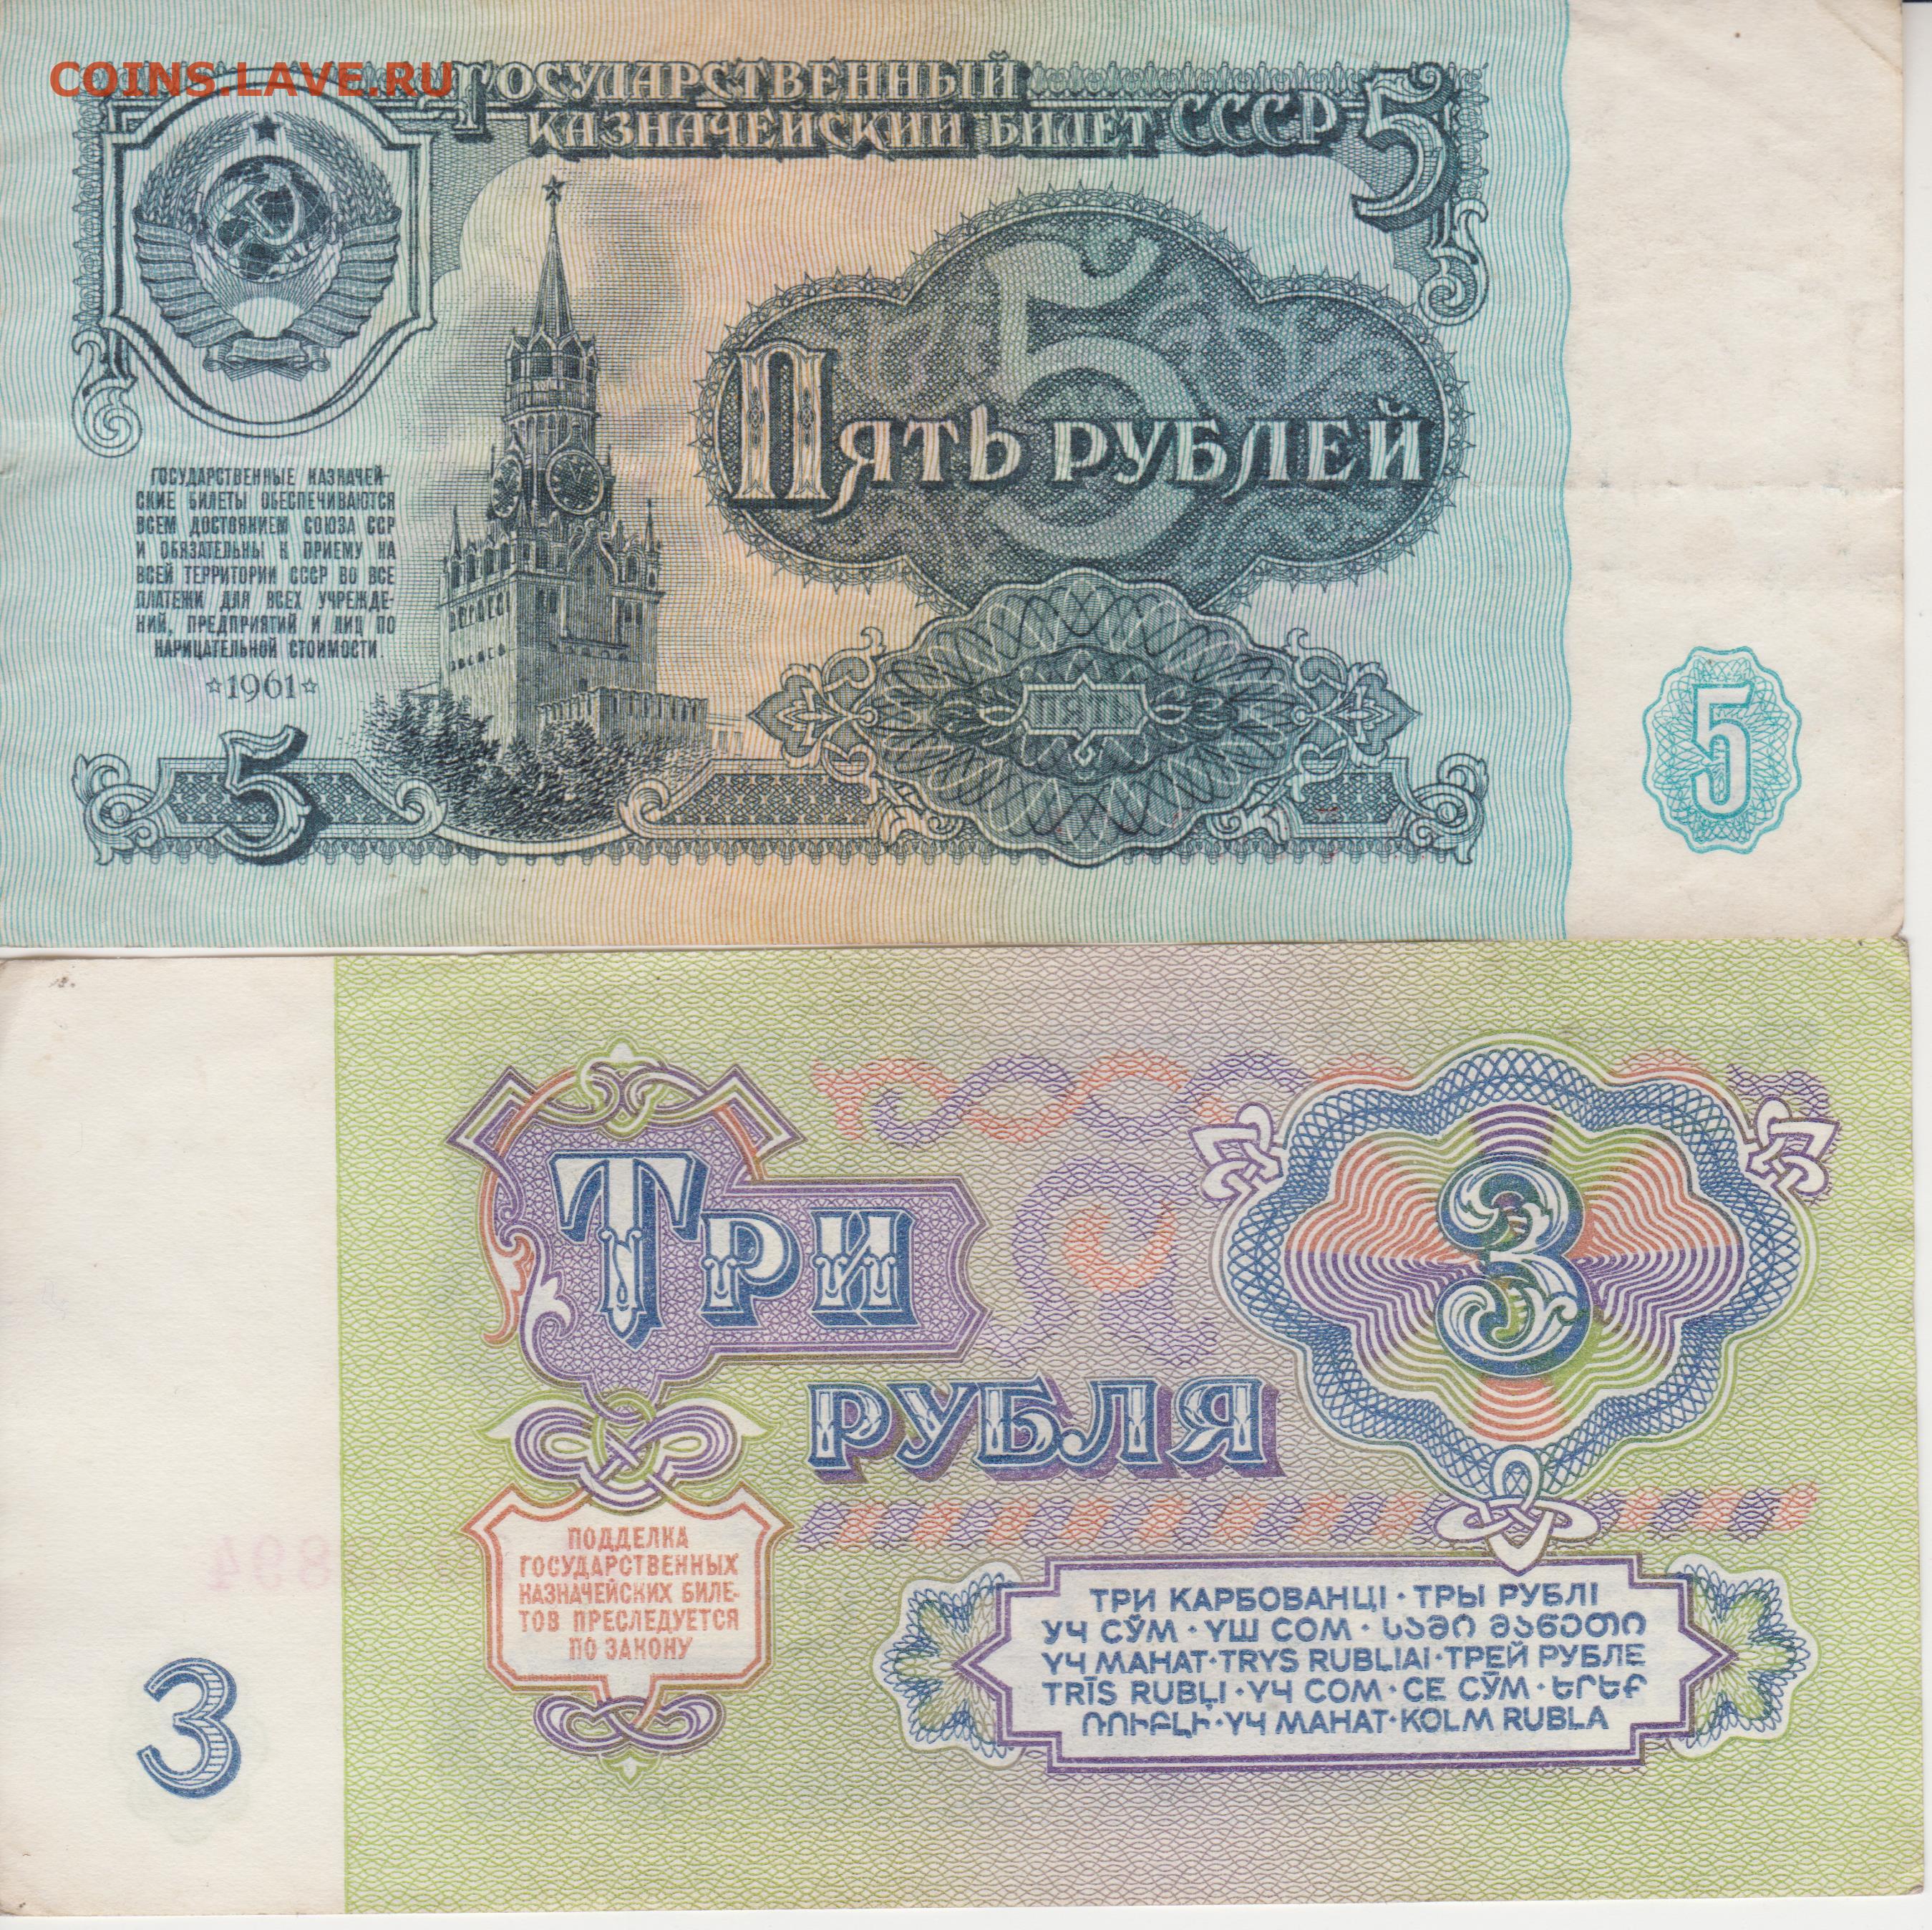 COINS.LAVE.RU
ГОСУДАРСТВЕННЫЙ
КАЗНАЧЕЙСКИЙ БИЛЕТ СССР 5
5
5
ПЯТЬ РУБЛЕЙ
ГОСУДАРСТВЕННЫЕ КАЗНАЧЕЙ-
СКИЕ БИЛЕТЫ ОБЕСПЕЧИВАЮТСЯ
ВСЕМ ДОСТОЯНИЕМ СОЮЗА ССР
И ОБЯЗАТЕЛЬНЫ К ПРИЕМУ НА
ВСЕЙ ТЕРРИТОРИИ СССР ВО ВСЕ
ПЛАТЕЖИ ДЛЯ ВСЕХ УЧРЕЖДЕ-
НИЙ, ПРЕДПРИЯТИЙ И ЛИЦ ПО
НАРИЦАТЕЛЬНОЙ СТОИМОСТИ.
☆1961☆
5
ПЯТЬ
5
5
ТРИ
РУБЛЯ
3
ПОДДЕЛКА
ГОСУДАРСТВЕННЫХ
КАЗНАЧЕЙСКИХ БИЛЕ-
ТОВ ПРЕСЛЕДУЕТСЯ
ПО ЗАКОНУ
ТРИ КАРБОВАНЦІ · ТРЫ РУБЛІ
УЧ СЎМ · ҮШ СОМ · ᲡᲐᲛᲘ ᲛᲐᲜᲔᲗᲘ
ҮЧ МАНАТ · TRYS RUBLIAI · ТРЕЙ РУБЛЕ
TRĪS RUBĻI · ҮЧ СОМ · СЕ СӮМ · ԵՐԵՔ
ՌՈՒԲԼԻ · ҮЧ МАНАТ · KOLM RUBLA
3